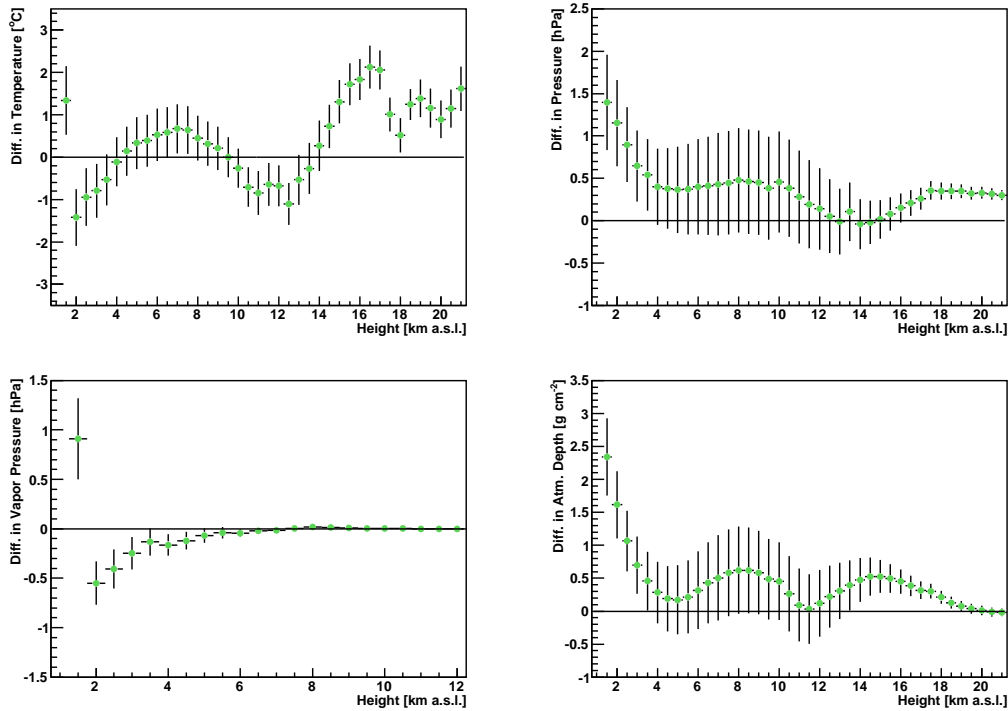 Diff. in Temperature [°C]
3
2
1
0
-1
-2
-3
2 4 6 8 10 12 14 16 18 20
Height [km a.s.l.]
Diff. in Pressure [hPa]
2.5
2
1.5
1
0.5
0
-0.5
-1
2 4 6 8 10 12 14 16 18 20
Height [km a.s.l.]
Diff. in Vapor Pressure [hPa]
1.5
1
0.5
0
-0.5
-1
-1.5
2 4 6 8 10 12
Height [km a.s.l.]
Diff. in Atm. Depth [g cm⁻²]
3.5
3
2.5
2
1.5
1
0.5
0
-0.5
-1
2 4 6 8 10 12 14 16 18 20
Height [km a.s.l.]